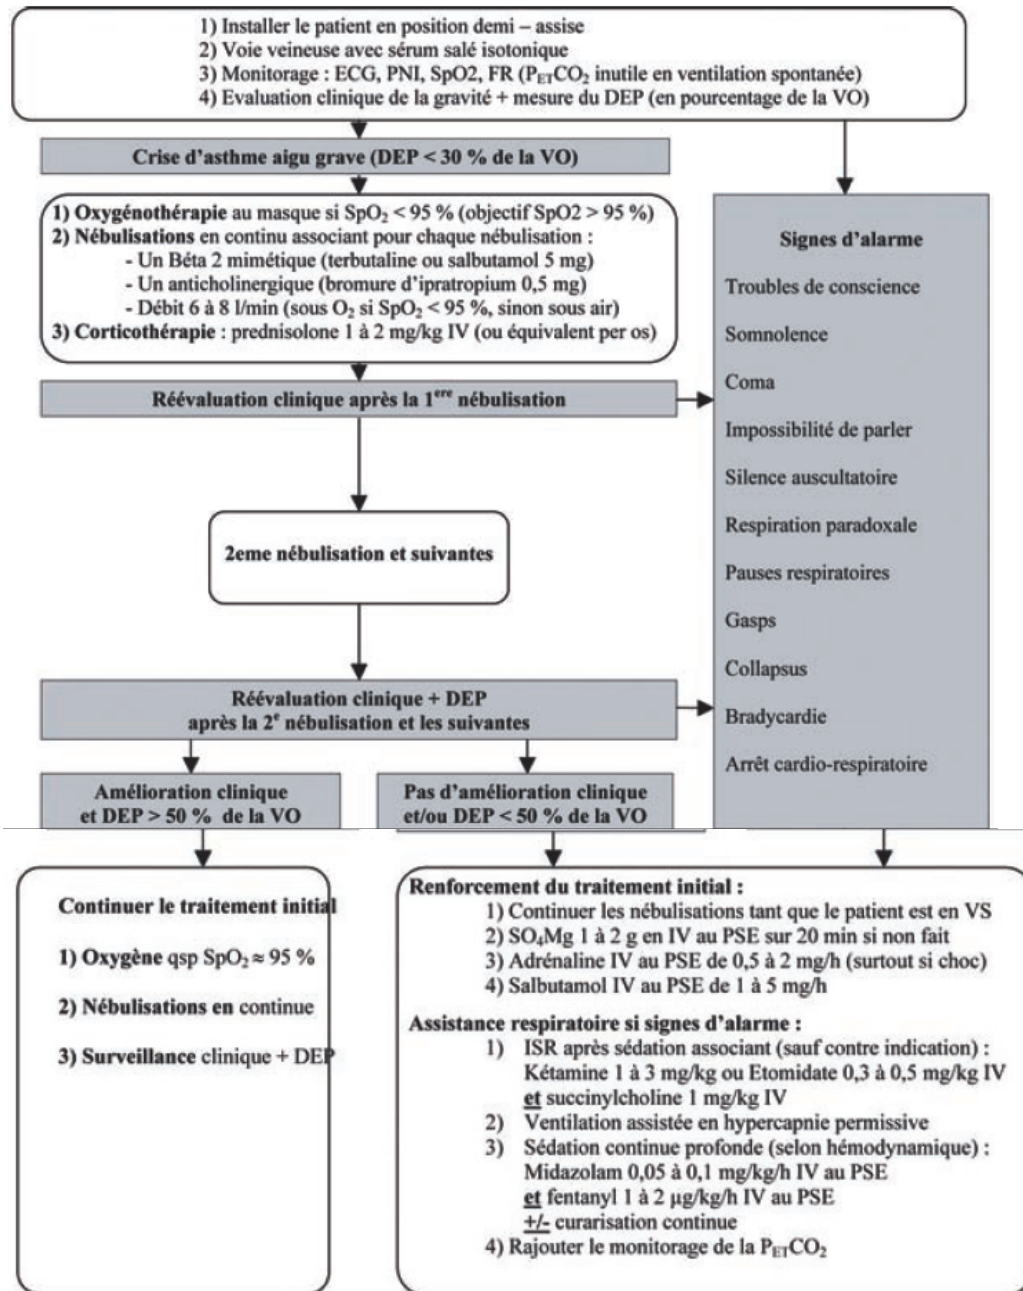 1) Installer le patient en position demi – assise
2) Voie veineuse avec sérum salé isotonique
3) Monitorage : ECG, PNI, SpO2, FR (PETCO2 inutile en ventilation spontanée)
4) Evaluation clinique de la gravité + mesure du DEP (en pourcentage de la VO)
Crise d'asthme aigu grave (DEP < 30 % de la VO)
1) Oxygénothérapie au masque si SpO2 < 95 % (objectif SpO2 > 95 %)
2) Nébulisations en continu associant pour chaque nébulisation :
- Un Béta 2 mimétique (terbutaline ou salbutamol 5 mg)
- Un anticholinergique (bromure d'ipratropium 0,5 mg)
- Débit 6 à 8 l/min (sous O2 si SpO2 < 95 %, sinon sous air)
3) Corticothérapie : prednisolone 1 à 2 mg/kg IV (ou équivalent per os)
Réévaluation clinique après la 1ere nébulisation
2eme nébulisation et suivantes
Réévaluation clinique + DEP
après la 2e nébulisation et les suivantes
Signes d'alarme
Troubles de conscience
Somnolence
Coma
Impossibilité de parler
Silence auscultatoire
Respiration paradoxale
Pauses respiratoires
Gasps
Collapsus
Bradycardie
Arrêt cardio-respiratoire
Amélioration clinique
et DEP > 50 % de la VO
Pas d'amélioration clinique
et/ou DEP < 50 % de la VO
Continuer le traitement initial
1) Oxygène qsp SpO2 ≈ 95 %
2) Nébulisations en continue
3) Surveillance clinique + DEP
Renforcement du traitement initial :
1) Continuer les nébulisations tant que le patient est en VS
2) SO4Mg 1 à 2 g en IV au PSE sur 20 min si non fait
3) Adrénaline IV au PSE de 0,5 à 2 mg/h (surtout si choc)
4) Salbutamol IV au PSE de 1 à 5 mg/h
Assistance respiratoire si signes d'alarme :
1) ISR après sédation associant (sauf contre indication) :
Kétamine 1 à 3 mg/kg ou Etomidate 0,3 à 0,5 mg/kg IV
et succinylcholine 1 mg/kg IV
2) Ventilation assistée en hypercapnie permissive
3) Sédation continue profonde (selon hémodynamique) :
Midazolam 0,05 à 0,1 mg/kg/h IV au PSE
et fentanyl 1 à 2 µg/kg/h IV au PSE
+/- curarisation continue
4) Rajouter le monitorage de la PETCO2